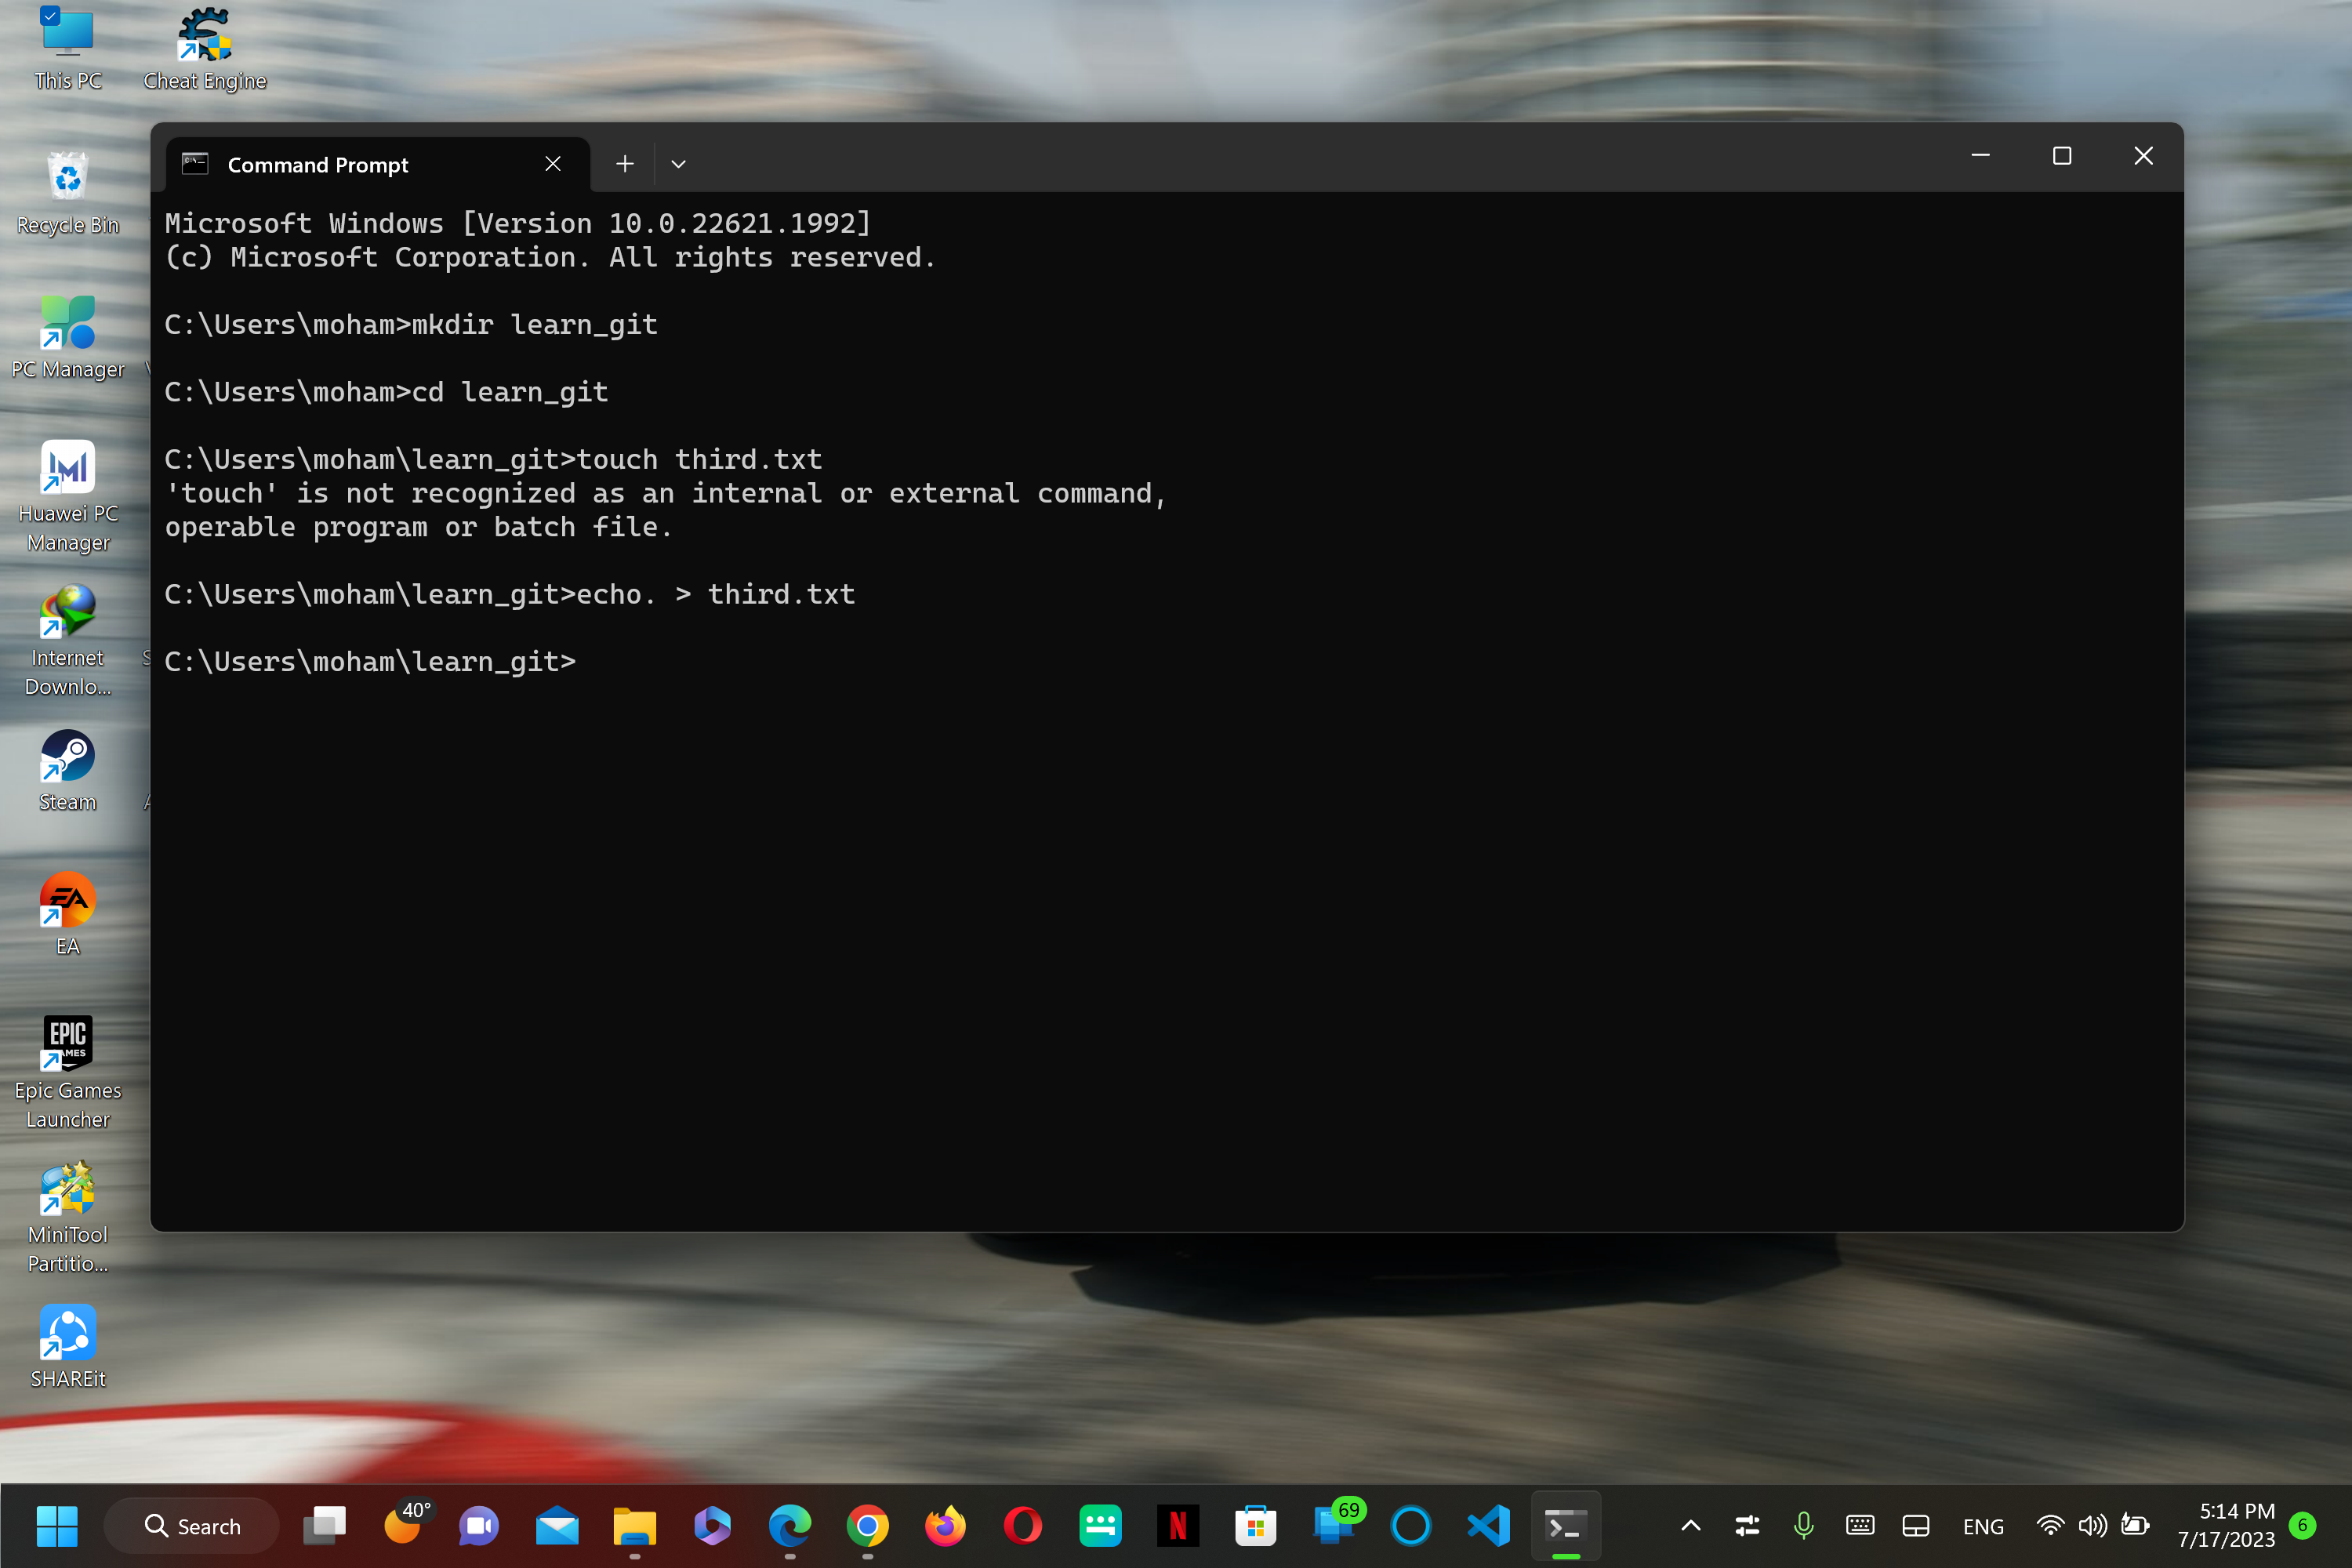 This PC
Cheat Engine
Recycle Bin
PC Manager
Huawei PC
Manager
Internet
Downlo...
Steam
EA
EPIC
Epic Games
Launcher
MiniTool
Partitio...
SHAREit
Command Prompt
Microsoft Windows [Version 10.0.22621.1992]
(c) Microsoft Corporation. All rights reserved.
C:\Users\moham>mkdir learn_git
C:\Users\moham>cd learn_git
C:\Users\moham\learn_git>touch third.txt
'touch' is not recognized as an internal or external command,
operable program or batch file.
C:\Users\moham\learn_git>echo. > third.txt
C:\Users\moham\learn_git>
Search
40°
69
ENG
5:14 PM
7/17/2023
6